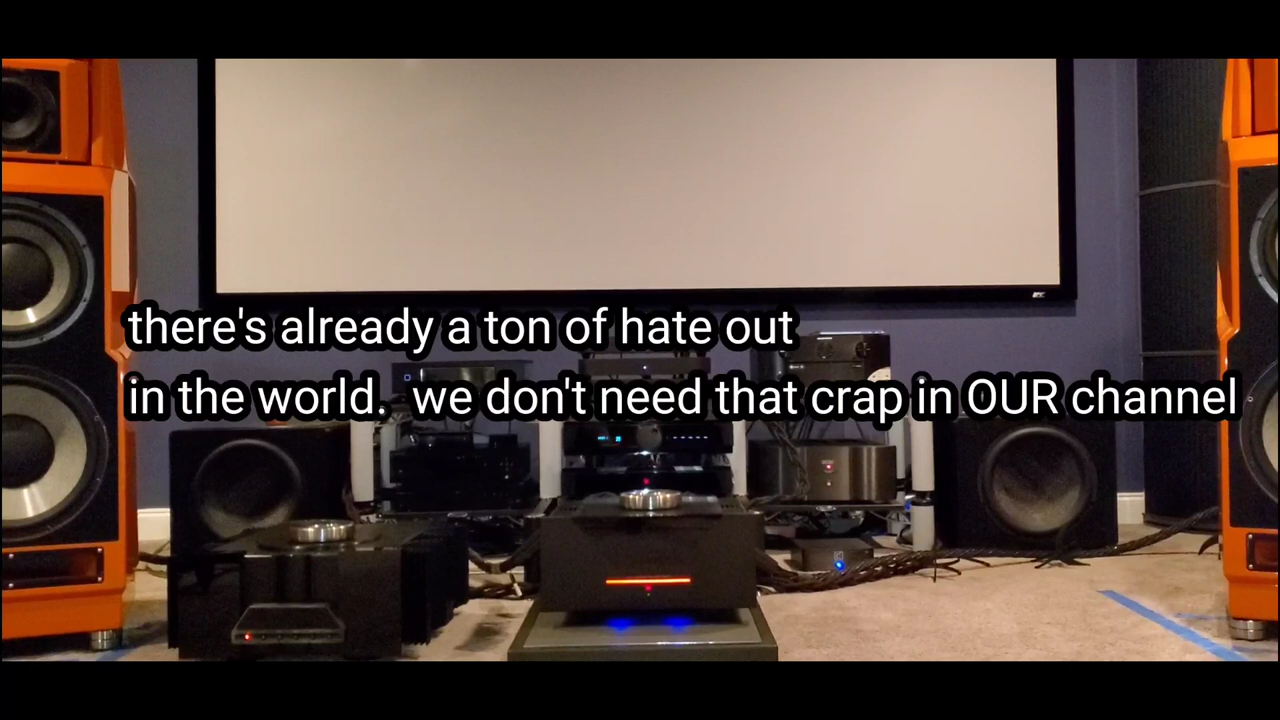 there's already a ton of hate out
in the world.  we don't need that crap in OUR channel